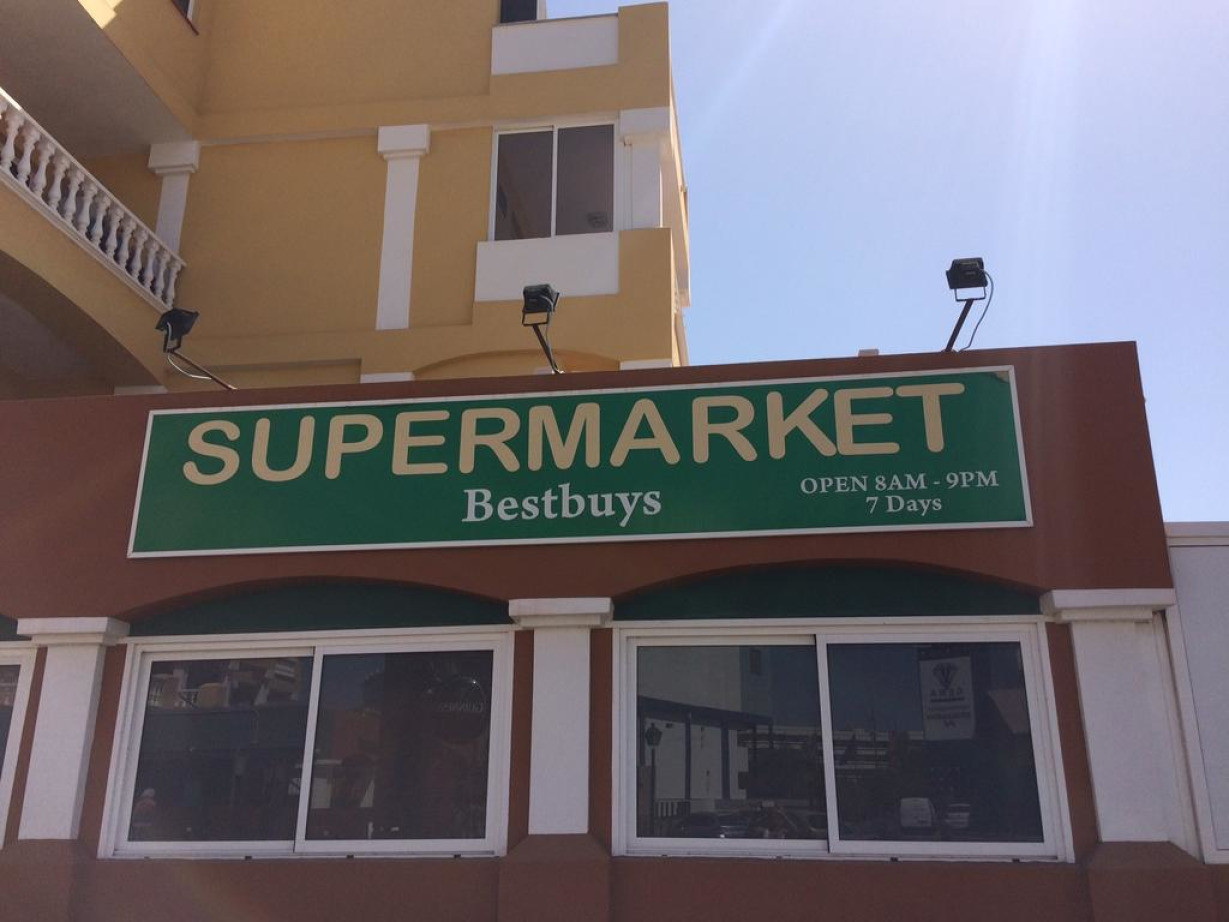 SUPERMARKET
Bestbuys
OPEN 8AM - 9PM
7 Days